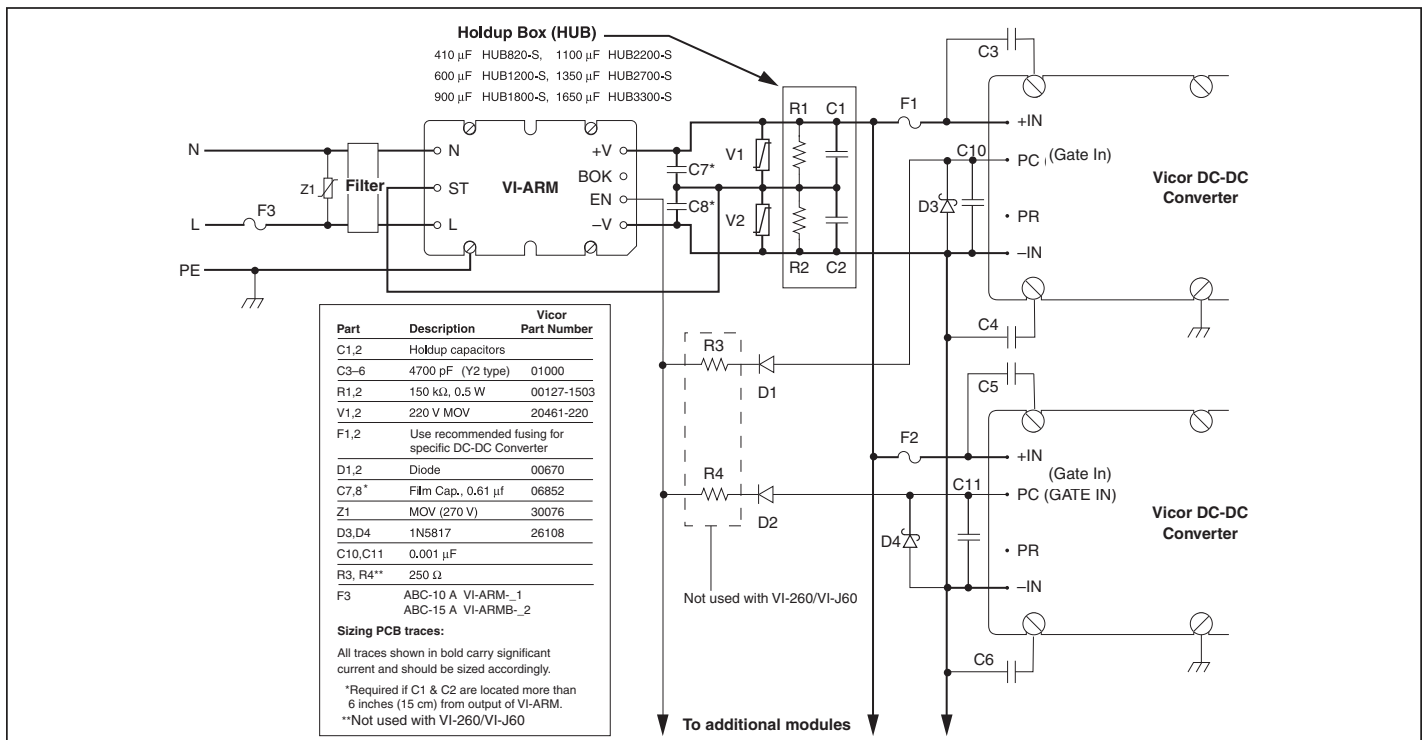 Holdup Box (HUB)
410 μF HUB820-S, 1100 μF HUB2200-S
600 μF HUB1200-S, 1350 μF HUB2700-S
900 μF HUB1800-S, 1650 μF HUB3300-S
N
L
PE
F3
Z1
Filter
N
ST
L
VI-ARM
+V
BOK
EN
–V
C7*
C8*
V1
V2
R1
C1
R2
C2
F1
C3
+IN
C10
PC (Gate In)
D3
PR
–IN
Vicor DC-DC
Converter
C4
R3
D1
C5
F2
+IN
(Gate In)
R4
D2
C11
PC (GATE IN)
D4
PR
–IN
Vicor DC-DC
Converter
C6
Not used with VI-260/VI-J60
To additional modules
Part Description Vicor Part Number
C1,2 Holdup capacitors
C3–6 4700 pF (Y2 type) 01000
R1,2 150 kΩ, 0.5 W 00127-1503
V1,2 220 V MOV 20461-220
F1,2 Use recommended fusing for
specific DC-DC Converter
D1,2 Diode 00670
C7,8* Film Cap., 0.61 μf 06852
Z1 MOV (270 V) 30076
D3,D4 1N5817 26108
C10,C11 0.001 μF
R3, R4** 250 Ω
F3 ABC-10 A VI-ARM-_1
ABC-15 A VI-ARMB-_2
Sizing PCB traces:
All traces shown in bold carry significant
current and should be sized accordingly.
*Required if C1 & C2 are located more than
6 inches (15 cm) from output of VI-ARM.
**Not used with VI-260/VI-J60